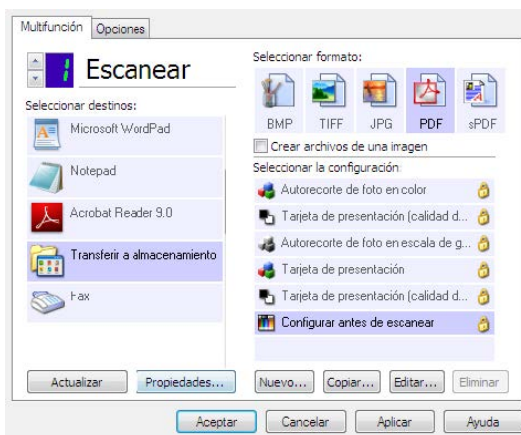 Multifunción Opciones
1 Escanear
Seleccionar destinos:
Microsoft WordPad
Notepad
Acrobat Reader 9.0
Transferir a almacenamiento
Fax
Actualizar Propiedades...
Seleccionar formato:
BMP TIFF JPG PDF sPDF
Crear archivos de una imagen
Seleccionar la configuración:
Autorecorte de foto en color
Tarjeta de presentación (calidad d...
Autorecorte de foto en escala de g...
Tarjeta de presentación
Tarjeta de presentación (calidad d...
Configurar antes de escanear
Nuevo... Copiar... Editar... Eliminar
Aceptar Cancelar Aplicar Ayuda